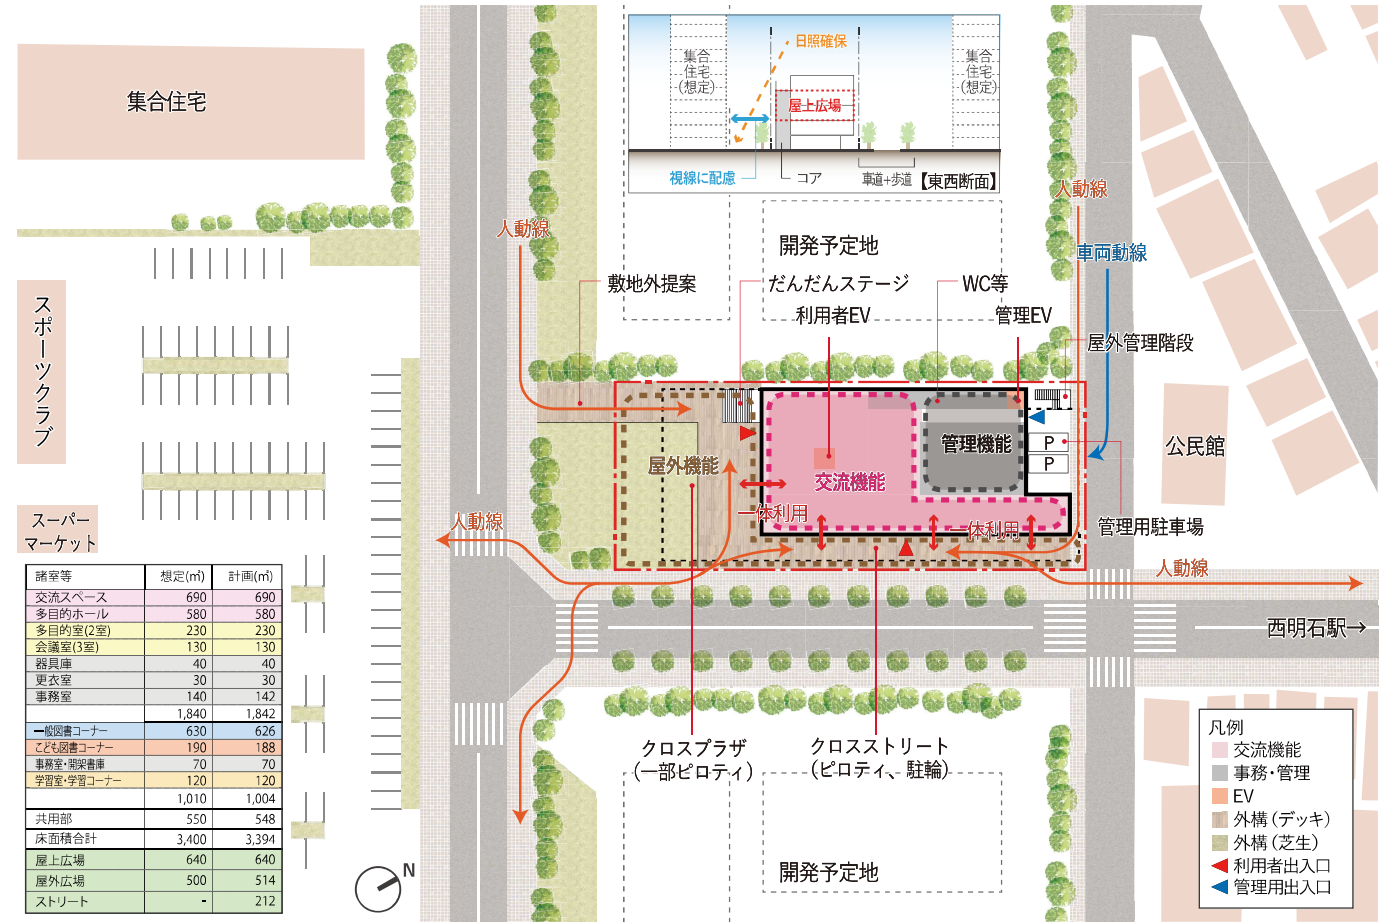 集合住宅
スポーツクラブ
スーパー
マーケット
諸室等 想定(㎡) 計画(㎡)
交流スペース 690 690
多目的ホール 580 580
多目的室(2室) 230 230
会議室(3室) 130 130
器具庫 40 40
更衣室 30 30
事務室 140 142
1,840 1,842
一般図書コーナー 630 626
こども図書コーナー 190 188
事務室・開架書庫 70 70
学習室・学習コーナー 120 120
1,010 1,004
共用部 550 548
床面積合計 3,400 3,394
屋上広場 640 640
屋外広場 500 514
ストリート - 212
N
集合
住宅
(想定)
日照確保
屋上広場
集合
住宅
(想定)
視線に配慮
コア
車道+歩道
【東西断面】
人動線
人動線
車両動線
開発予定地
敷地外提案
だんだんステージ
WC等
利用者EV
管理EV
屋外管理階段
管理機能
P
P
公民館
屋外機能
交流機能
一体利用
一体利用
管理用駐車場
人動線
人動線
西明石駅→
クロスプラザ
(一部ピロティ)
クロスストリート
(ピロティ、駐輪)
開発予定地
凡例
交流機能
事務・管理
EV
外構(デッキ)
外構(芝生)
利用者出入口
管理用出入口